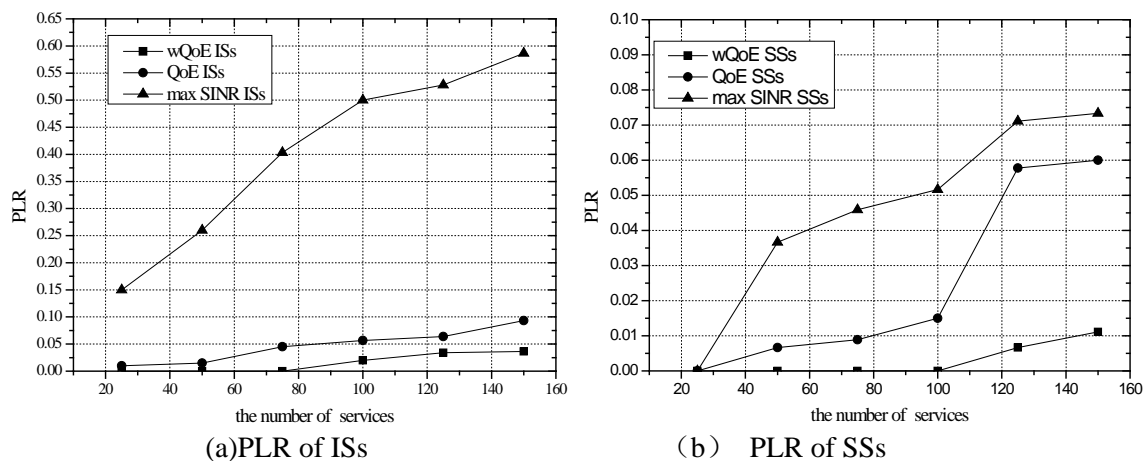 0.65
0.60
0.55
0.50
0.45
0.40
0.35
0.30
0.25
0.20
0.15
0.10
0.05
0.00
PLR
wQoE ISs
QoE ISs
max SINR ISs
20 40 60 80 100 120 140 160
the number of services
(a)PLR of ISs
0.10
0.09
0.08
0.07
0.06
0.05
0.04
0.03
0.02
0.01
0.00
PLR
wQoE SSs
QoE SSs
max SINR SSs
20 40 60 80 100 120 140 160
the number of services
（b） PLR of SSs